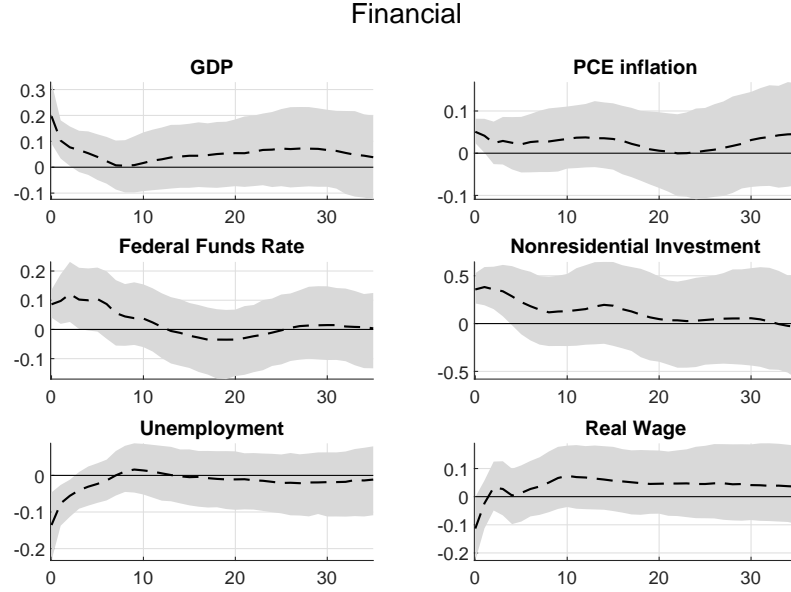 Financial
GDP
0.3
0.2
0.1
0
-0.1
0 10 20 30
PCE inflation
0.1
0
-0.1
0 10 20 30
Federal Funds Rate
0.2
0.1
0
-0.1
0 10 20 30
Nonresidential Investment
0.5
0
-0.5
0 10 20 30
Unemployment
0
-0.1
-0.2
0 10 20 30
Real Wage
0.1
0
-0.1
-0.2
0 10 20 30